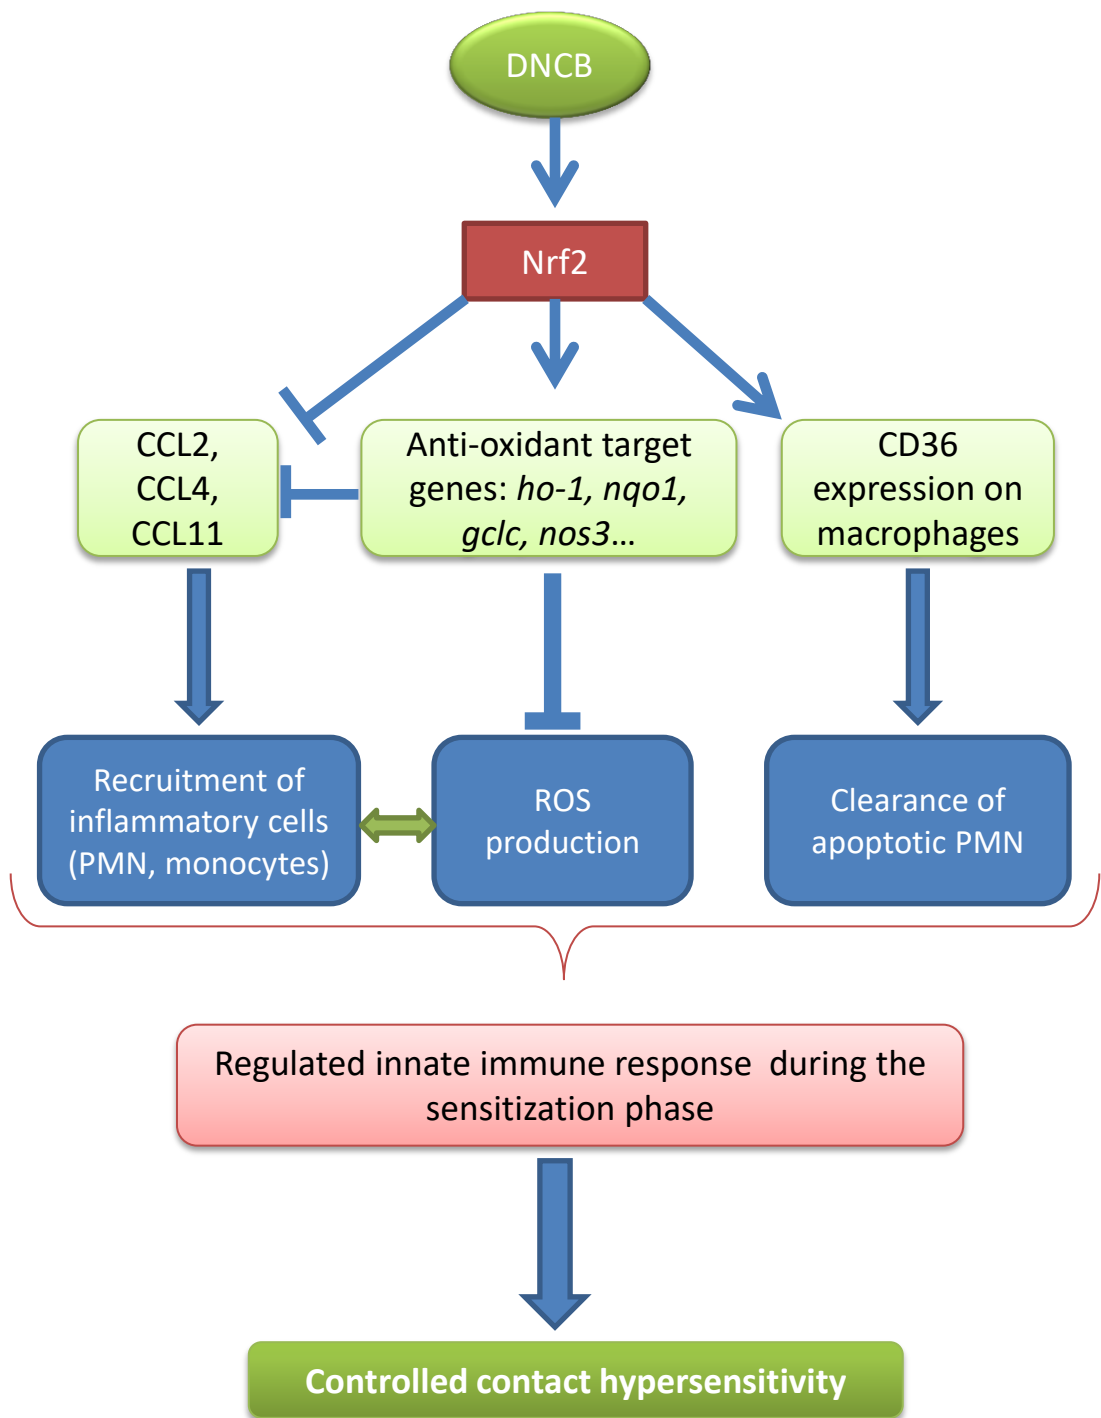 DNCB
Nrf2
CCL2,
CCL4,
CCL11
Anti-oxidant target
genes: ho-1, nqo1,
gclc, nos3...
CD36
expression on
macrophages
Recruitment of
inflammatory cells
(PMN, monocytes)
ROS
production
Clearance of
apoptotic PMN
Regulated innate immune response  during the
sensitization phase
Controlled contact hypersensitivity